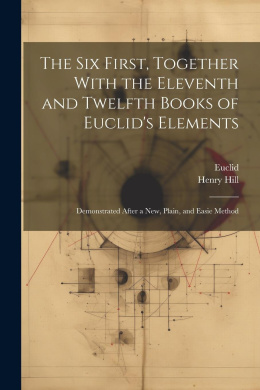 The Six First, Together
With the Eleventh
and Twelfth Books of
Euclid's Elements
Euclid
Henry Hill
Demonstrated After a New, Plain, and Easie Method